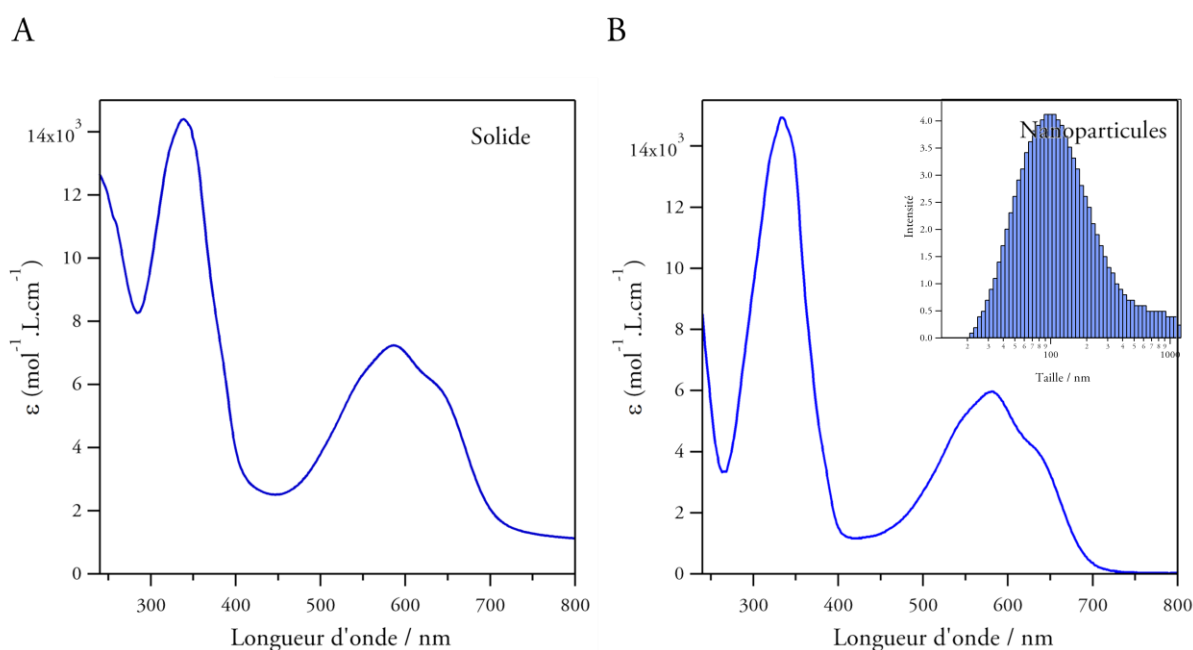 A
B
14x10³
12
10
8
6
4
2
0
ε (mol⁻¹.L.cm⁻¹)
Solide
300
400
500
600
700
800
Longueur d'onde / nm
14x10³
12
10
8
6
4
2
0
ε (mol⁻¹.L.cm⁻¹)
Nanoparticules
4.0
3.5
3.0
2.5
2.0
1.5
1.0
0.5
0.0
Intensité
2 3 4 5 6 7 8 9 2 3 4 5 6 7 8 9
100 1000
Taille / nm
300
400
500
600
700
800
Longueur d'onde / nm